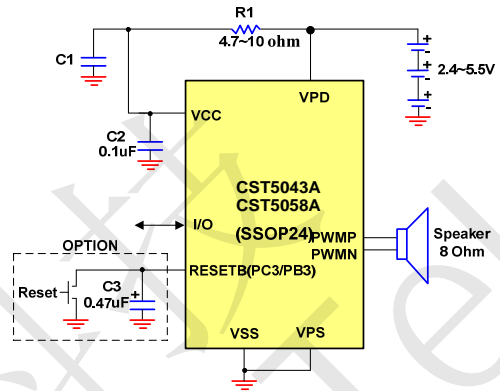 R1
4.7~10 ohm
C1
2.4~5.5V
VPD
VCC
C2
0.1uF
CST5043A
CST5058A
(SSOP24)
I/O
PWMP
PWMN
Speaker
8 Ohm
OPTION
RESETB(PC3/PB3)
Reset
C3
0.47uF
VSS
VPS